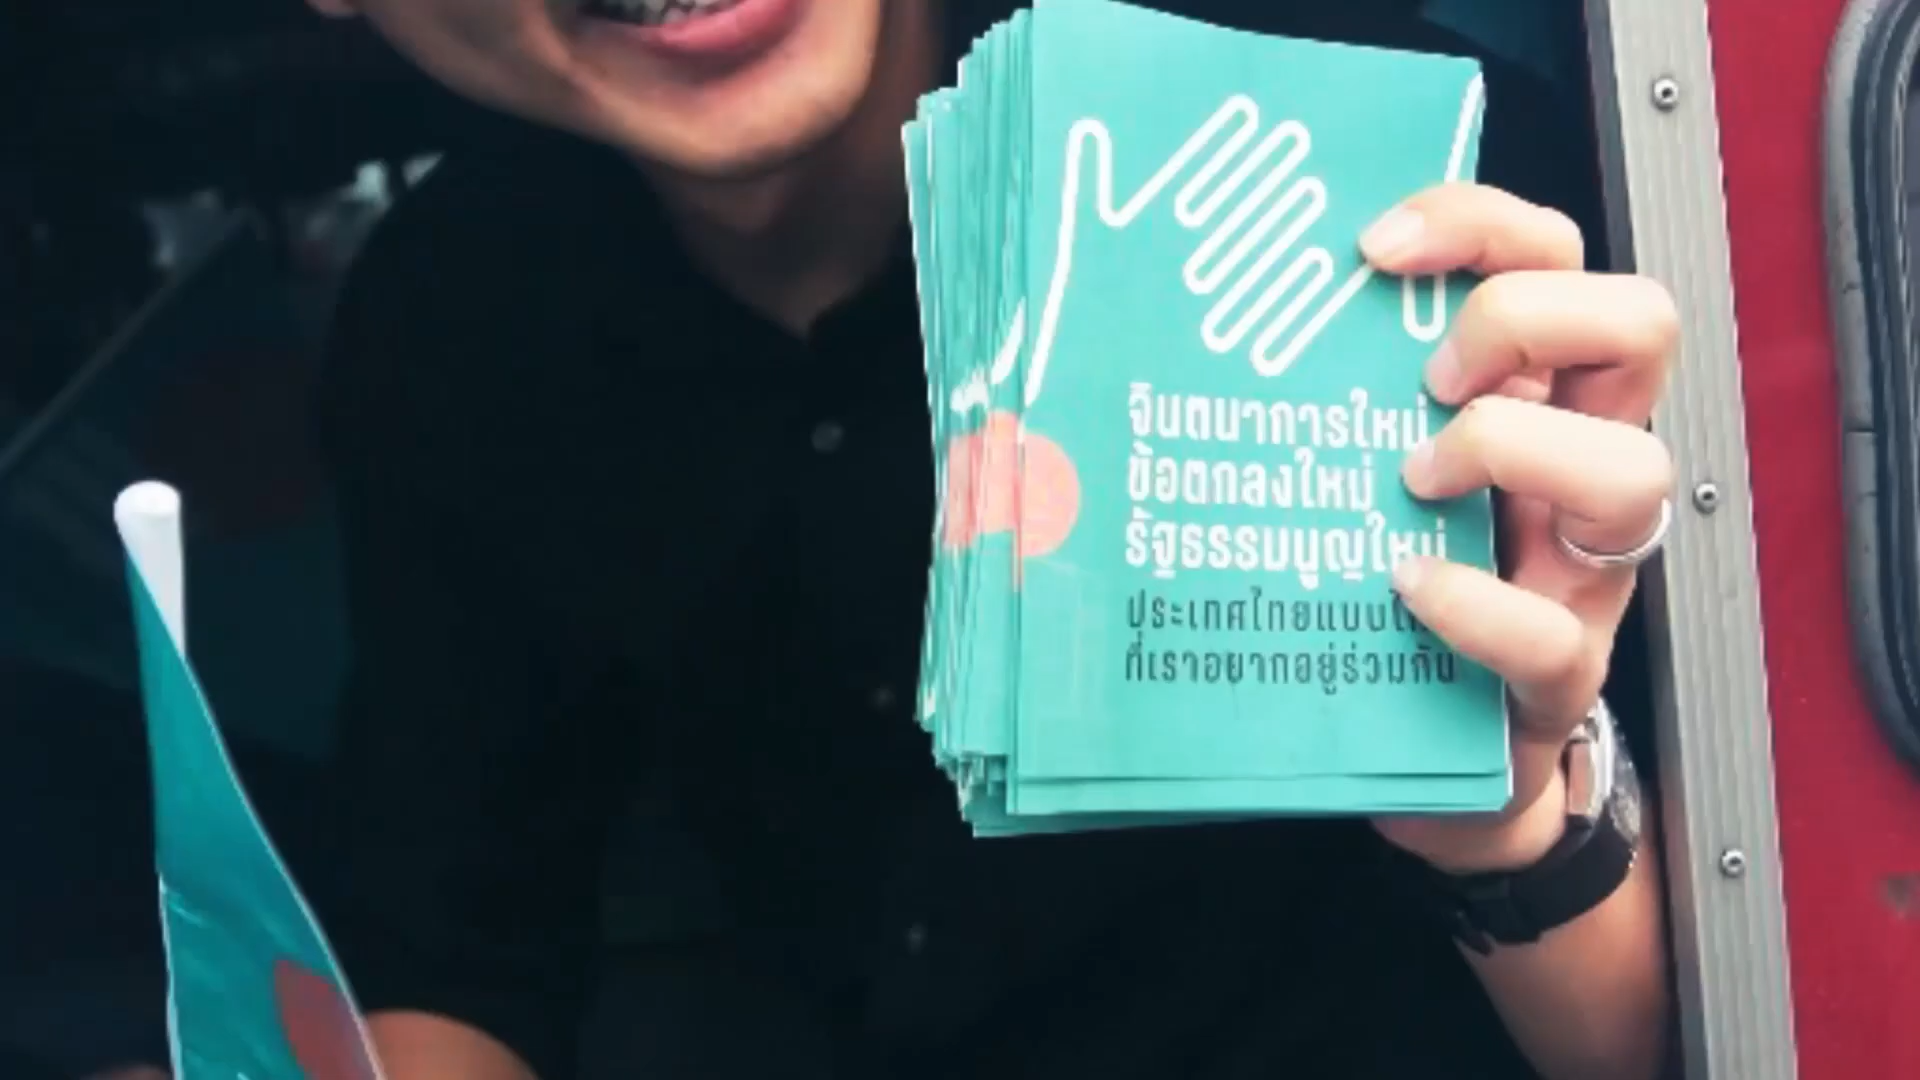 จินตนาการใหม่
ข้อตกลงใหม่
รัฐธรรมนูญใหม่
ประเทศไทยแบบ
ที่เราอยากอยู่ร่วมกัน